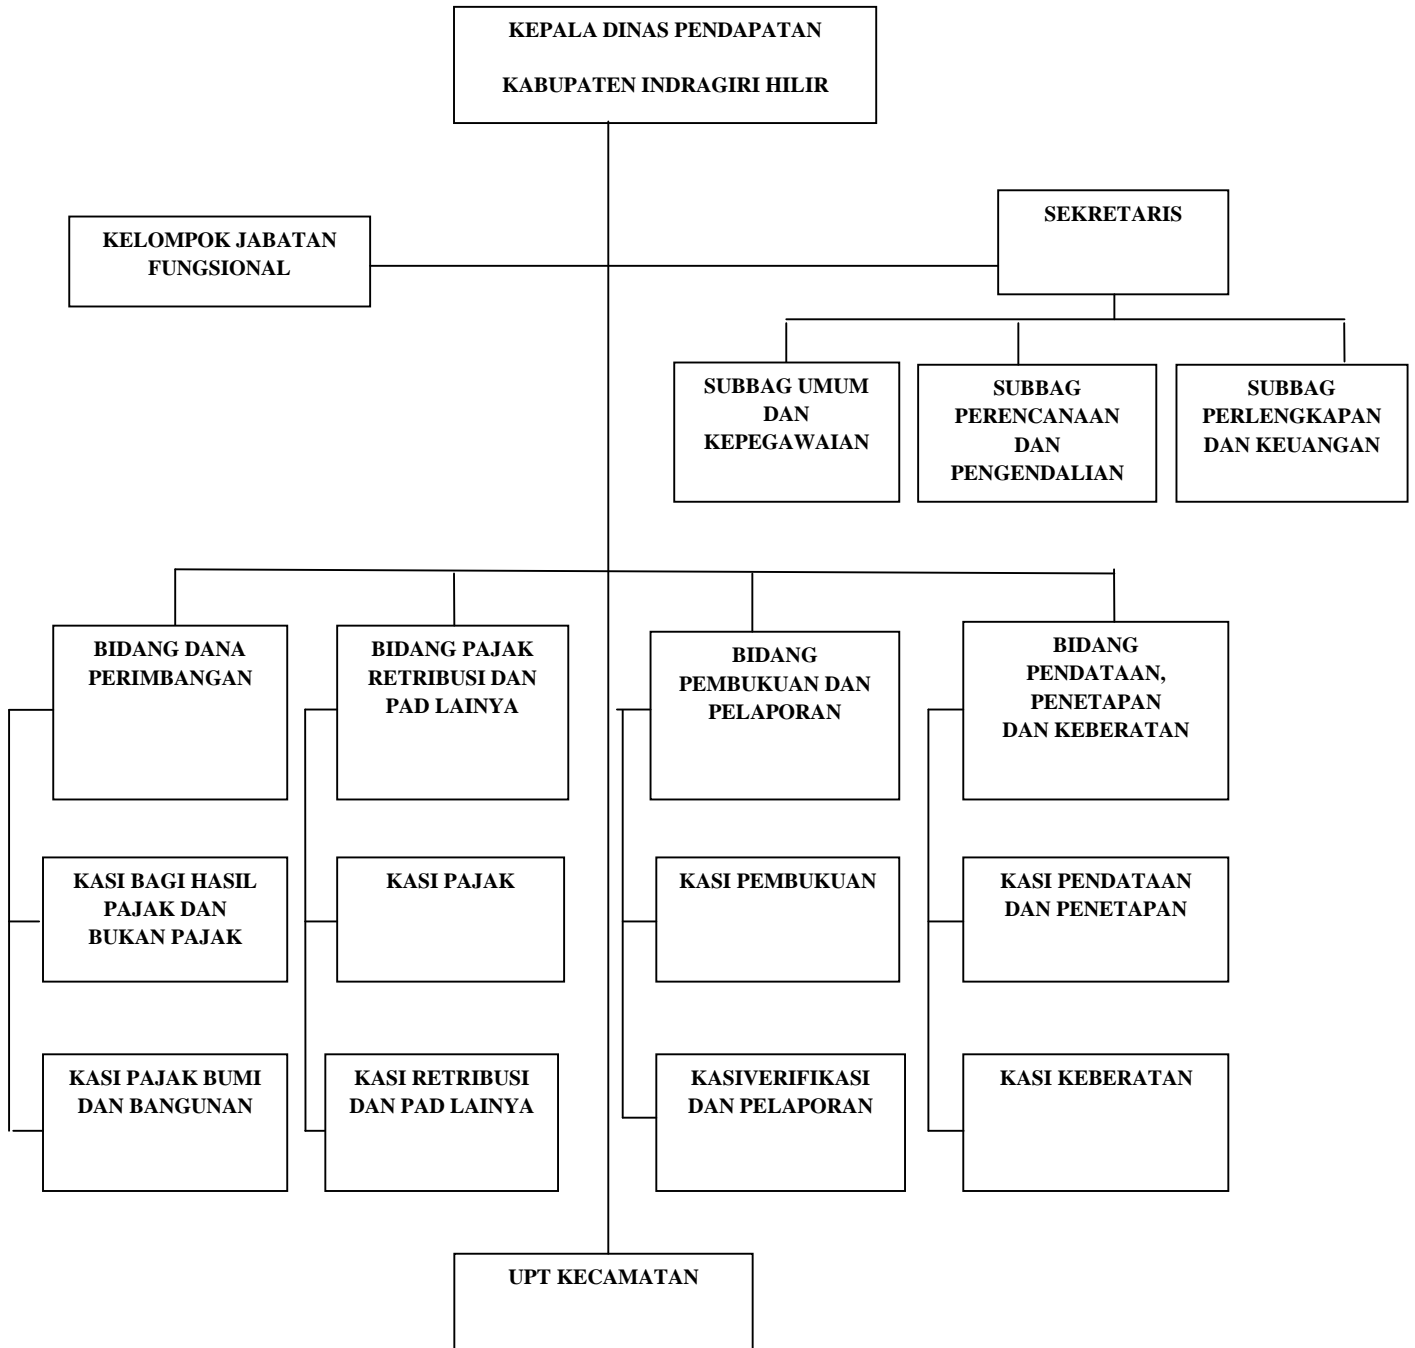 KEPALA DINAS PENDAPATAN
KABUPATEN INDRAGIRI HILIR
KELOMPOK JABATAN
FUNGSIONAL
SEKRETARIS
SUBBAG UMUM
DAN
KEPEGAWAIAN
SUBBAG
PERENCANAAN
DAN
PENGENDALIAN
SUBBAG
PERLENGKAPAN
DAN KEUANGAN
BIDANG DANA
PERIMBANGAN
BIDANG PAJAK
RETRIBUSI DAN
PAD LAINYA
BIDANG
PEMBUKUAN DAN
PELAPORAN
BIDANG
PENDATAAN,
PENETAPAN
DAN KEBERATAN
KASI BAGI HASIL
PAJAK DAN
BUKAN PAJAK
KASI PAJAK
KASI PEMBUKUAN
KASI PENDATAAN
DAN PENETAPAN
KASI PAJAK BUMI
DAN BANGUNAN
KASI RETRIBUSI
DAN PAD LAINYA
KASIVERIFIKASI
DAN PELAPORAN
KASI KEBERATAN
UPT KECAMATAN